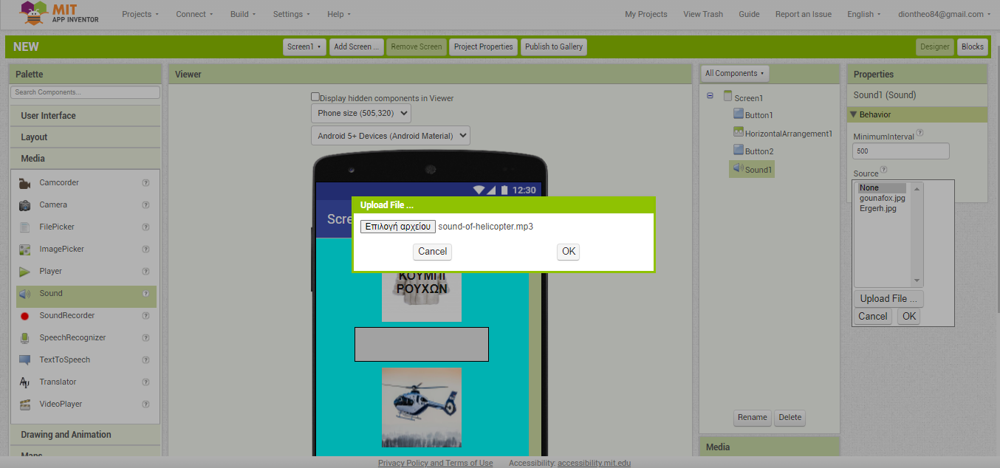 MIT
APP INVENTOR
Projects Connect Build Settings Help My Projects View Trash Guide Report an Issue English diontheo84@gmail.com
NEW Screen1 Add Screen ... Remove Screen Project Properties Publish to Gallery Designer Blocks
Palette
Search Components...
User Interface
Layout
Media
Camcorder ?
Camera ?
FilePicker ?
ImagePicker ?
Player ?
Sound ?
SoundRecorder ?
SpeechRecognizer ?
TextToSpeech ?
Translator ?
VideoPlayer ?
Drawing and Animation
Maps
Viewer
Display hidden components in Viewer
Phone size (505,320)
Android 5+ Devices (Android Material)
12:30
Scre
Upload File ...
Επιλογή αρχείου sound-of-helicopter.mp3
Cancel OK
ΚΟΥΜΠΙ
ΡΟΥΧΩΝ
All Components
Screen1
Button1
HorizontalArrangement1
Button2
Sound1
Rename Delete
Media
Properties
Sound1 (Sound)
Behavior
MinimumInterval ?
500
Source ?
None
gounafox.jpg
Ergerh.jpg
Upload File ...
Cancel OK
Privacy Policy and Terms of Use Accessibility: accessibility.mit.edu